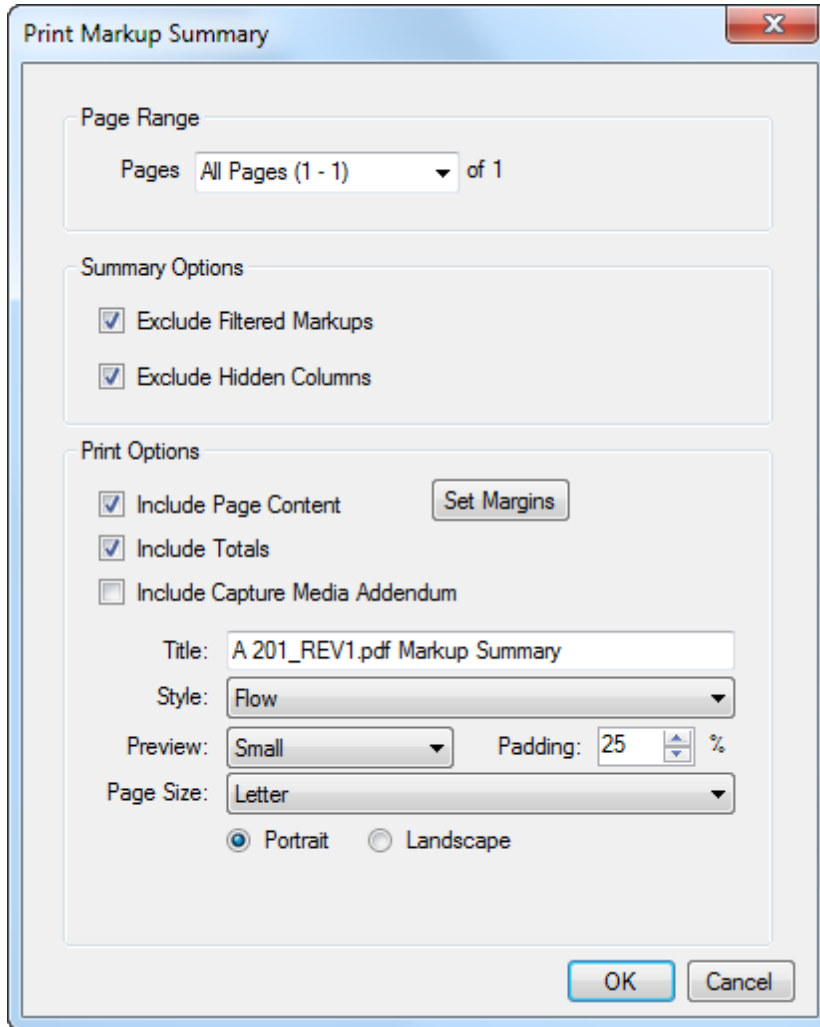 Print Markup Summary
Page Range
Pages All Pages (1 - 1) of 1
Summary Options
Exclude Filtered Markups
Exclude Hidden Columns
Print Options
Include Page Content Set Margins
Include Totals
Include Capture Media Addendum
Title: A 201_REV1.pdf Markup Summary
Style: Flow
Preview: Small Padding: 25 %
Page Size: Letter
Portrait Landscape
OK Cancel